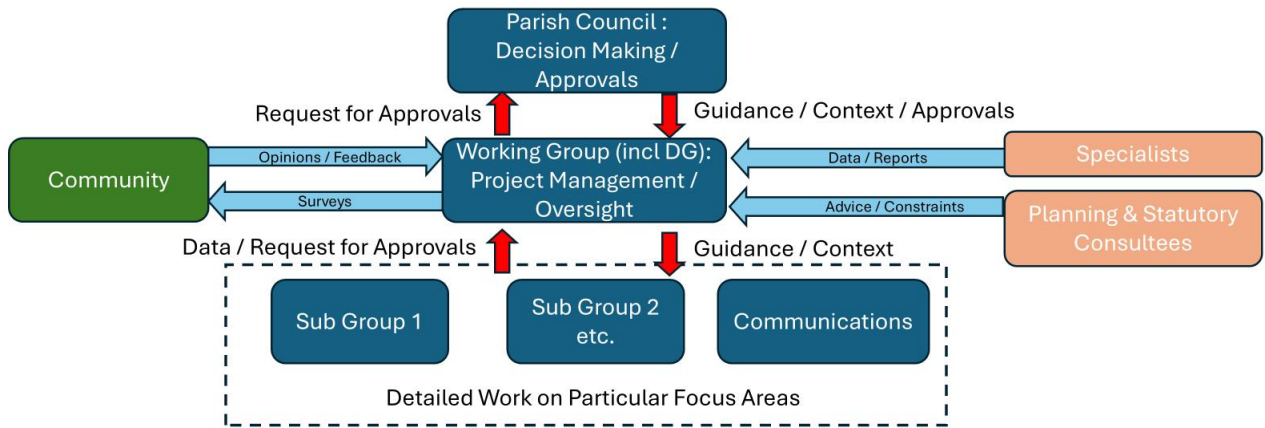 Parish Council :
Decision Making /
Approvals
Request for Approvals
Guidance / Context / Approvals
Community
Opinions / Feedback
Surveys
Working Group (incl DG):
Project Management /
Oversight
Data / Reports
Advice / Constraints
Specialists
Planning & Statutory
Consultees
Data / Request for Approvals
Guidance / Context
Sub Group 1
Sub Group 2
etc.
Communications
Detailed Work on Particular Focus Areas